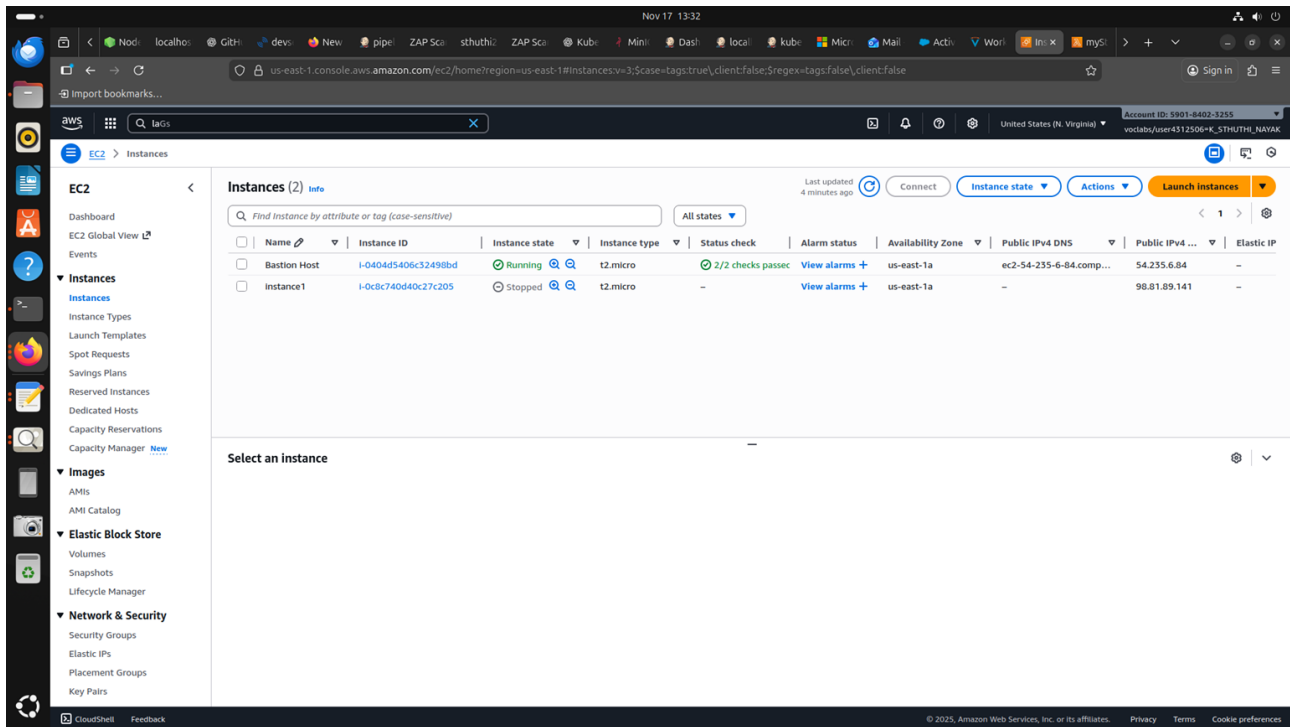 Nov 17 13:32
Node localhos GitH devs New pipel ZAP Sca sthuthi2 ZAP Sca Kube Mini Dash locall kube Micr Mail Activ Worl Ins myS
us-east-1.console.aws.amazon.com/ec2/home?region=us-east-1#Instances:v=3;$case=tags:true\,client:false;$regex=tags:false\,client:false
Sign in
Import bookmarks...
aws
laGs
United States (N. Virginia)
Account ID: 5901-8402-3255
voclabs/user4312506=K_STHUTHI_NAYAK
EC2 > Instances
EC2
Dashboard
EC2 Global View
Events
Instances
Instances
Instance Types
Launch Templates
Spot Requests
Savings Plans
Reserved Instances
Dedicated Hosts
Capacity Reservations
Capacity Manager New
Images
AMIs
AMI Catalog
Elastic Block Store
Volumes
Snapshots
Lifecycle Manager
Network & Security
Security Groups
Elastic IPs
Placement Groups
Key Pairs
Instances (2) Info
Last updated
4 minutes ago
Connect
Instance state
Actions
Launch instances
Find Instance by attribute or tag (case-sensitive)
All states
1
Name Instance ID Instance state Instance type Status check Alarm status Availability Zone Public IPv4 DNS Public IPv4 ... Elastic IP
Bastion Host i-0404d5406c32498bd Running t2.micro 2/2 checks passec View alarms + us-east-1a ec2-54-235-6-84.comp... 54.235.6.84 –
instance1 i-0c8c740d40c27c205 Stopped t2.micro – View alarms + us-east-1a – 98.81.89.141 –
Select an instance
CloudShell Feedback
© 2025, Amazon Web Services, Inc. or its affiliates. Privacy Terms Cookie preferences